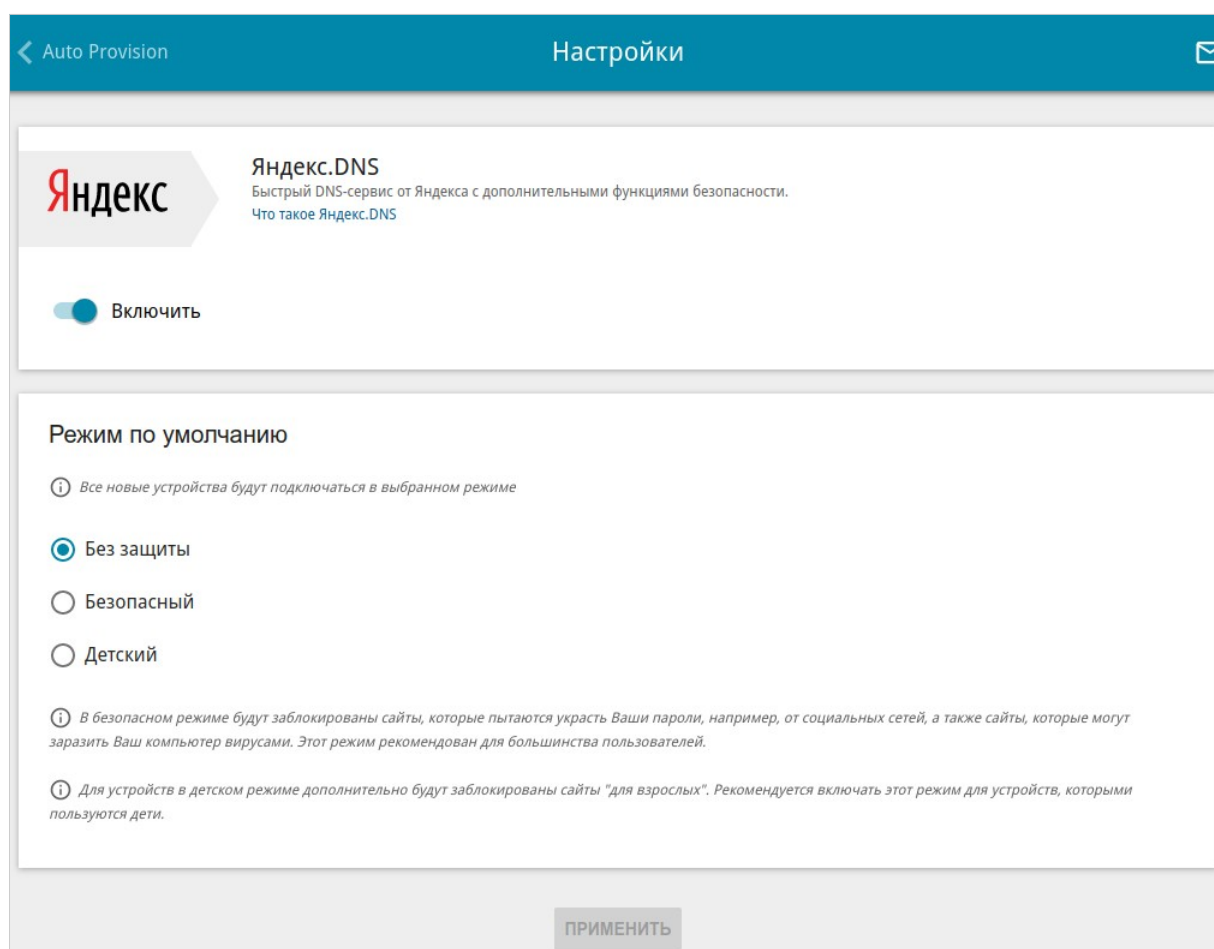 Auto Provision
Настройки
Яндекс
Яндекс.DNS
Быстрый DNS-сервис от Яндекса с дополнительными функциями безопасности.
Что такое Яндекс.DNS
Включить
Режим по умолчанию
Все новые устройства будут подключаться в выбранном режиме
Без защиты
Безопасный
Детский
В безопасном режиме будут заблокированы сайты, которые пытаются украсть Ваши пароли, например, от социальных сетей, а также сайты, которые могут
заразить Ваш компьютер вирусами. Этот режим рекомендован для большинства пользователей.
Для устройств в детском режиме дополнительно будут заблокированы сайты "для взрослых". Рекомендуется включать этот режим для устройств, которыми
пользуются дети.
ПРИМЕНИТЬ